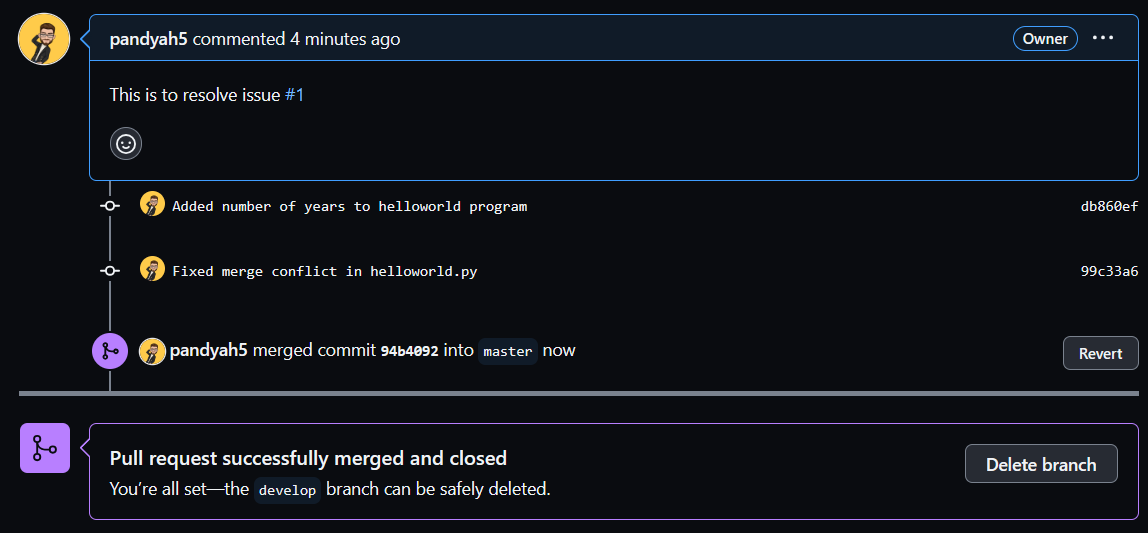 pandyah5 commented 4 minutes ago Owner
This is to resolve issue #1
Added number of years to helloworld program db860ef
Fixed merge conflict in helloworld.py 99c33a6
pandyah5 merged commit 94b4092 into master now Revert
Pull request successfully merged and closed
You’re all set—the develop branch can be safely deleted.
Delete branch